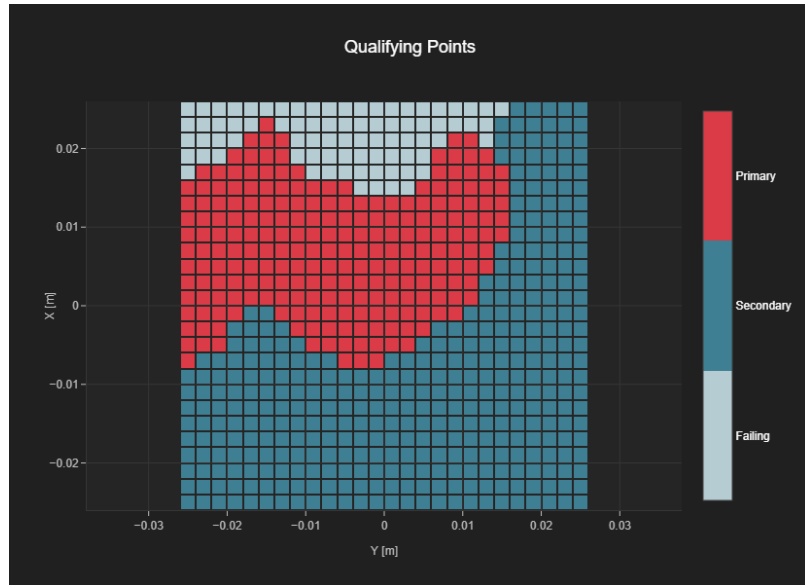 Qualifying Points
0.02
0.01
0
−0.01
−0.02
X [m]
−0.03
−0.02
−0.01
0
0.01
0.02
0.03
Y [m]
Primary
Secondary
Failing